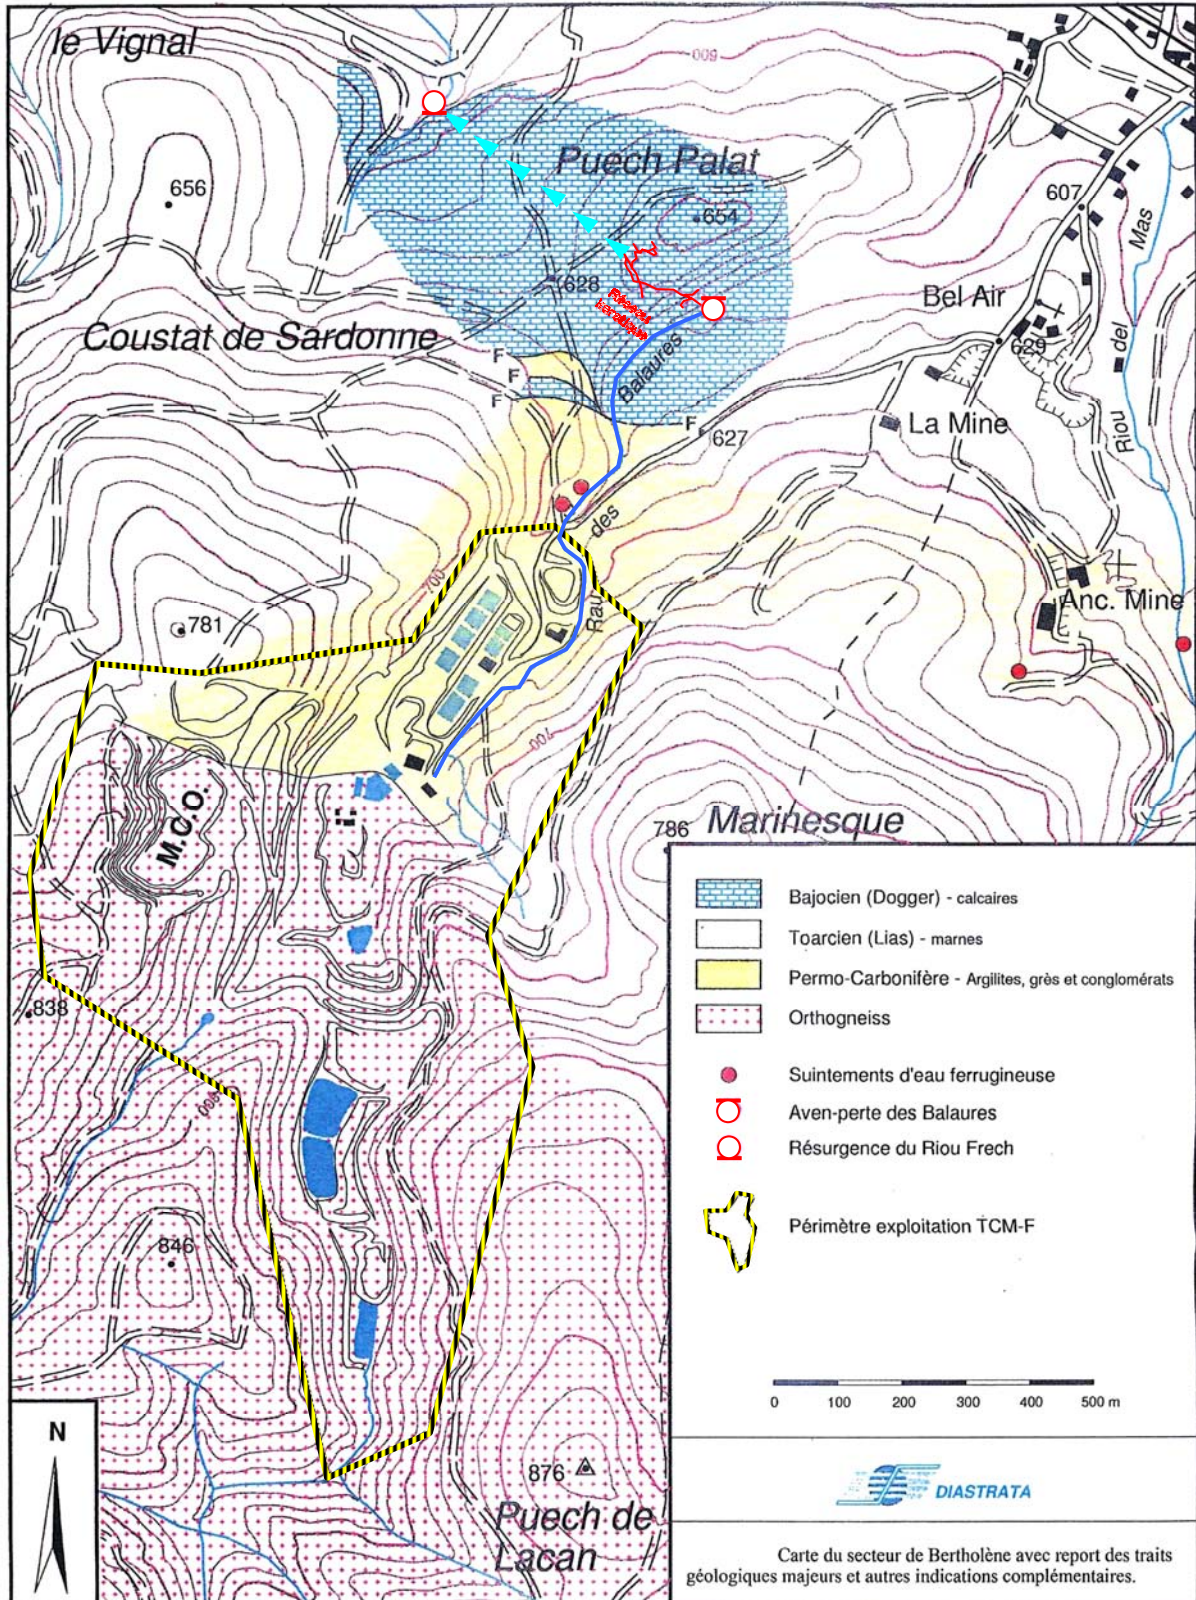 le Vignal
600
Puech Palat
656
654
607
Mas
628
Bel Air
Réseau
karstique
Coustat de Sardonne
629
del
F
Balaures
F
F
F
627
La Mine
Riou
des
700
Anc. Mine
Rau
781
700
M.C.O.
786
Marinesque
Bajocien (Dogger) - calcaires
Toarcien (Lias) - marnes
Permo-Carbonifère - Argilites, grès et conglomérats
838
Orthogneiss
Suintements d'eau ferrugineuse
800
Aven-perte des Balaures
Résurgence du Riou Frech
Périmètre exploitation TCM-F
846
0 100 200 300 400 500 m
N
876
DIASTRATA
Puech de
Lacan
Carte du secteur de Bertholène avec report des traits
géologiques majeurs et autres indications complémentaires.